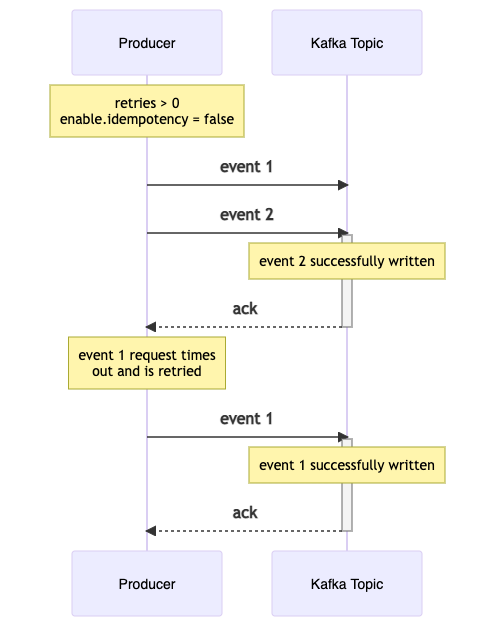 Producer
Kafka Topic
retries > 0
enable.idempotency = false
event 1
event 2
event 2 successfully written
ack
event 1 request times
out and is retried
event 1
event 1 successfully written
ack
Producer
Kafka Topic